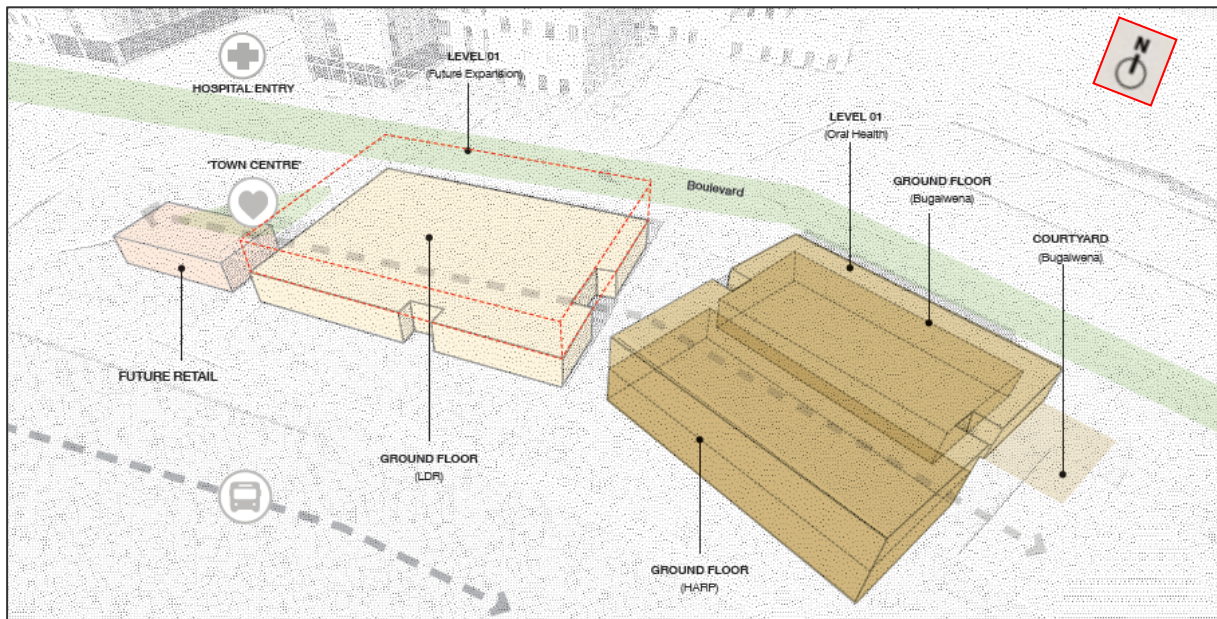 N
LEVEL 01
(Future Expansion)
HOSPITAL ENTRY
LEVEL 01
(Oral Health)
'TOWN CENTRE'
Boulevard
GROUND FLOOR
(Bugalwena)
COURTYARD
(Bugalwena)
FUTURE RETAIL
GROUND FLOOR
(LDR)
GROUND FLOOR
(HARP)